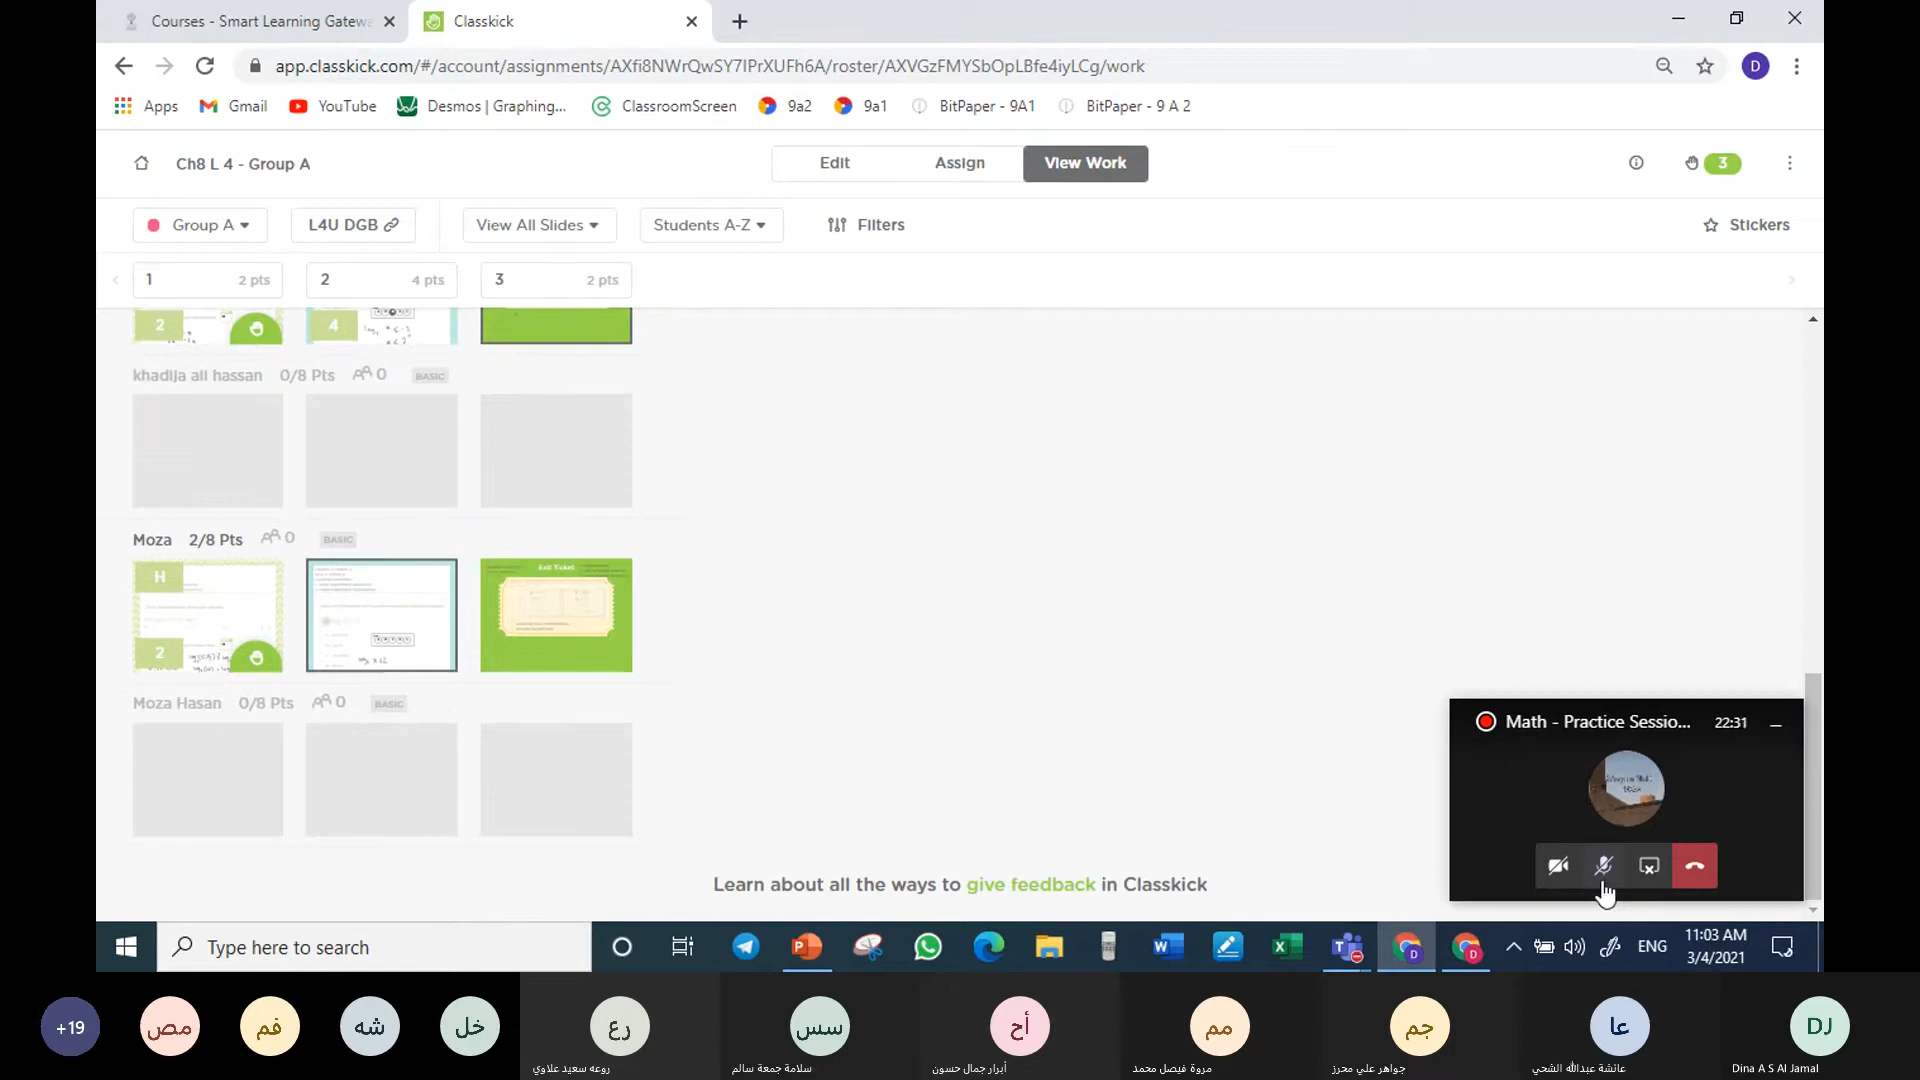 Courses - Smart Learning Gatewa
Classkick
app.classkick.com/#/account/assignments/AXfi8NWrQwSY7IPrXUFh6A/roster/AXVGzFMYSbOpLBfe4iyLCg/work
D
Apps
Gmail
YouTube
Desmos | Graphing...
ClassroomScreen
9a2
9a1
BitPaper - 9A1
BitPaper - 9 A 2
Ch8 L 4 - Group A
Edit
Assign
View Work
3
Group A
L4U DGB
View All Slides
Students A-Z
Filters
Stickers
1 2 pts
2 4 pts
3 2 pts
2
4
khadija ali hassan 0/8 Pts 0 BASIC
Moza 2/8 Pts 0 BASIC
H
2
Exit Ticket
Moza Hasan 0/8 Pts 0 BASIC
Math - Practice Sessio... 22:31
Learn about all the ways to give feedback in Classkick
Type here to search
ENG
11:03 AM
3/4/2021
+19
مص
فم
شه
خل
رع
سس
أح
مم
جم
عا
DJ
روعه سعيد علاوي
سلامة جمعة سالم
أبرار جمال حسون
مروة فيصل محمد
جواهر علي محرز
عائشة عبدالله الشحي
Dina A S Al Jamal